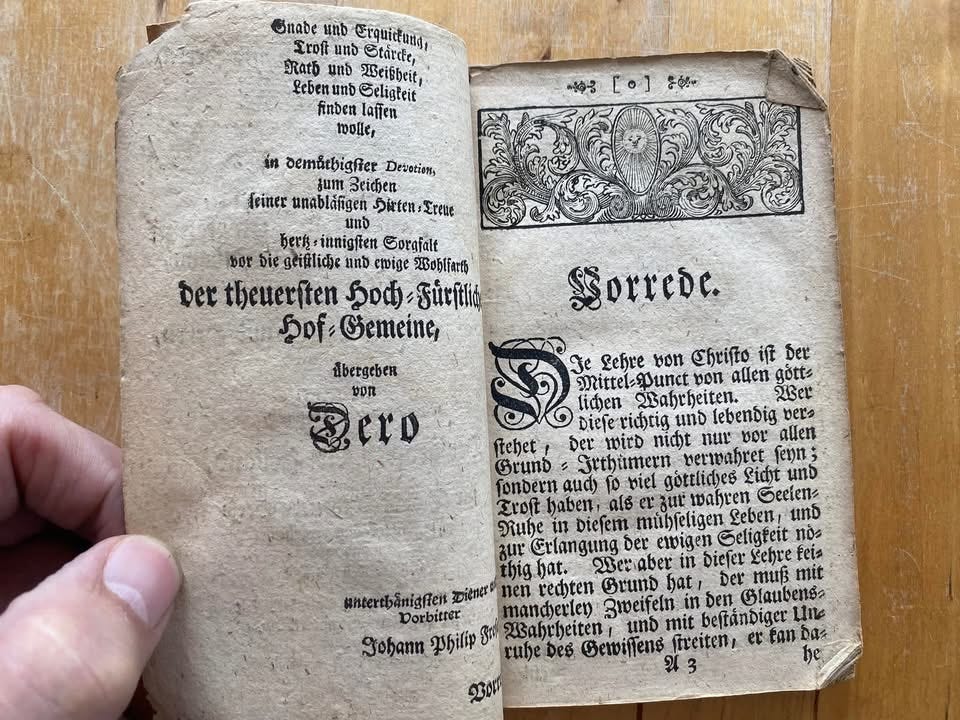 Gnade und Erquickung,
Trost und Stärcke,
Rath und Weißheit,
Leben und Seligkeit
finden lassen
wolle,
in demüthigster Devotion,
zum Zeichen
seiner unabläßigen Hirten-Treue
und
hertz-innigsten Sorgfalt
vor die geistliche und ewige Wohlfarth
der theuersten Hoch-Fürstlich
Hof-Gemeine,
übergeben
von
Dero
unterthänigsten Diener
Vorbitter
Johann Philip
[ o ]
Vorrede.
Die Lehre von Christo ist der
Mittel-Punct von allen gött-
lichen Wahrheiten. Wer
diese richtig und lebendig ver-
stehet, der wird nicht nur vor allen
Grund-Irthümern verwahret seyn;
sondern auch so viel göttliches Licht und
Trost haben, als er zur wahren Seelen-
Ruhe in diesem mühseligen Leben, und
zur Erlangung der ewigen Seligkeit nö-
thig hat. Wer aber in dieser Lehre kei-
nen rechten Grund hat, der muß mit
mancherley Zweifeln in den Glaubens-
Wahrheiten, und mit beständiger Un-
ruhe des Gewissens streiten, er kan da-
A 3 he